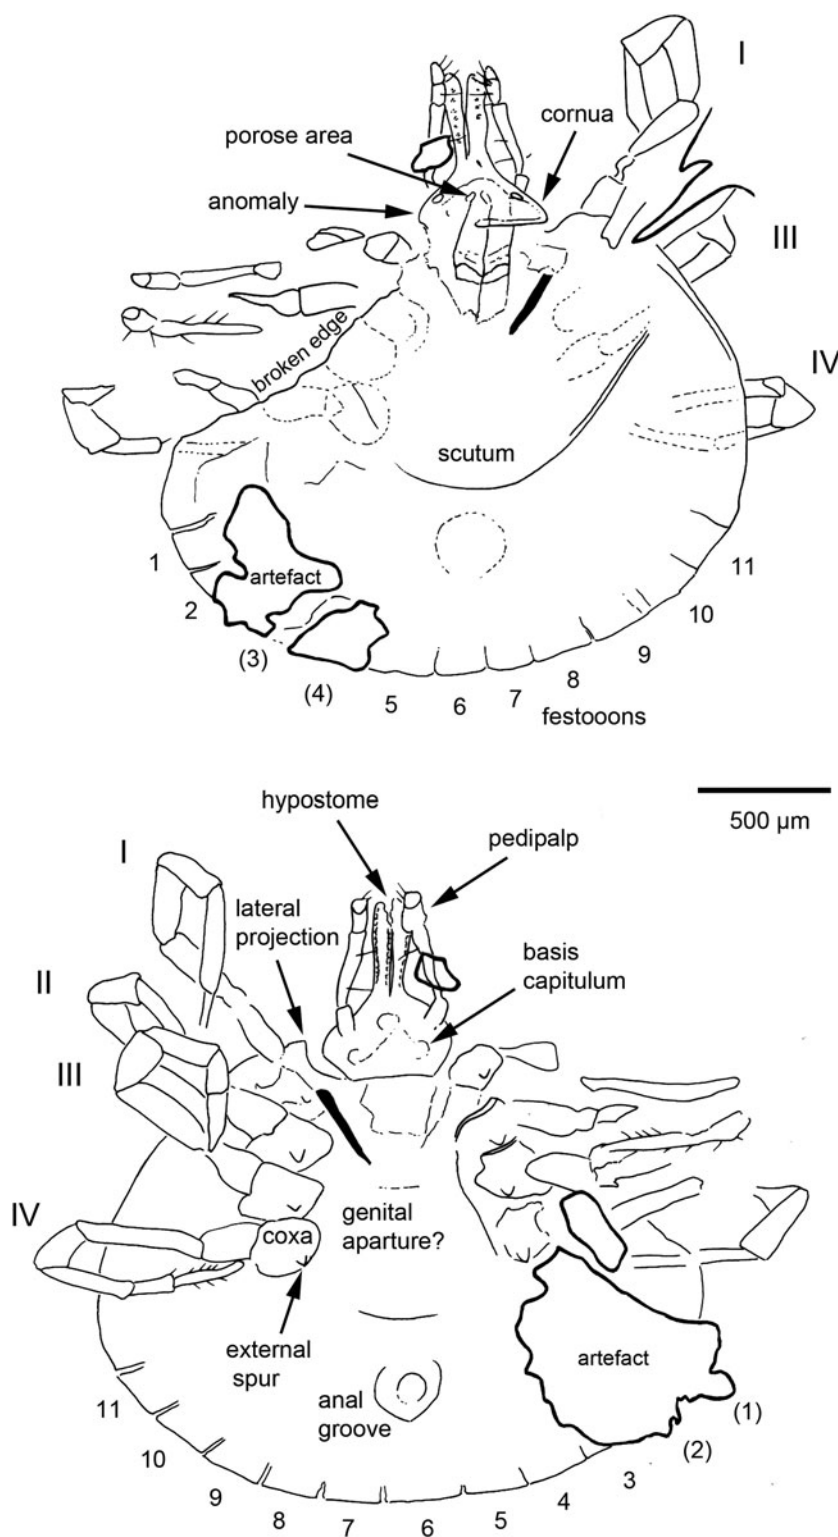 I
porose area
cornua
anomaly
III
broken edge
IV
scutum
artefact
1
2
(3)
(4)
5
6
7
8
9
10
11
festooons
500 µm
hypostome
I
pedipalp
lateral
projection
basis
capitulum
II
III
IV
coxa
genital
aparture?
external
spur
anal
groove
artefact
(1)
(2)
3
4
5
6
7
8
9
10
11